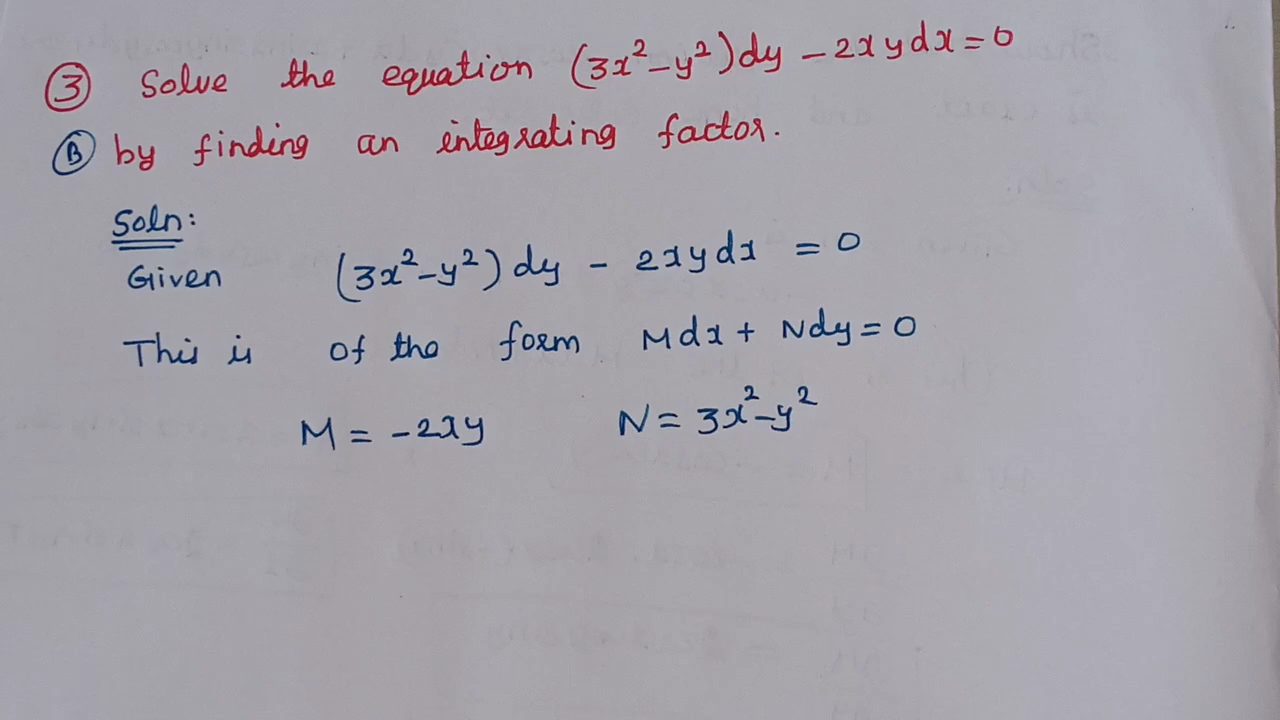 ③ Solve the equation (3x²-y²)dy - 2xydx = 0
Ⓑ by finding an integrating factor.
Soln:
Given (3x²-y²) dy - 2xydx = 0
This is of the form Mdx + Ndy = 0
M = -2xy N = 3x²-y²